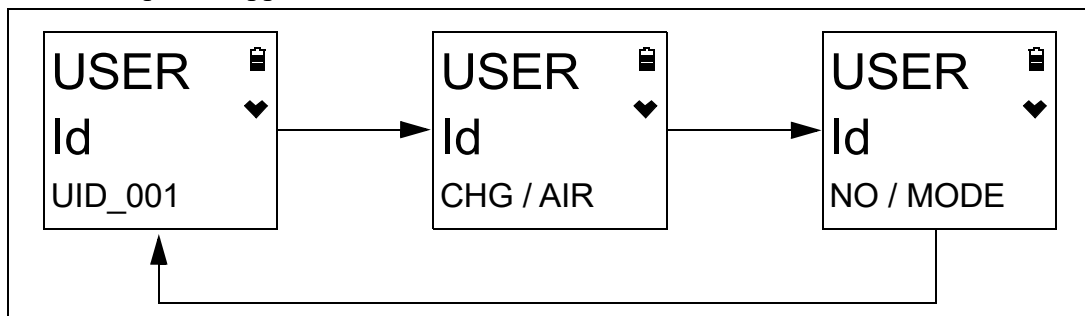 USER
Id
UID_001
USER
Id
CHG / AIR
USER
Id
NO / MODE